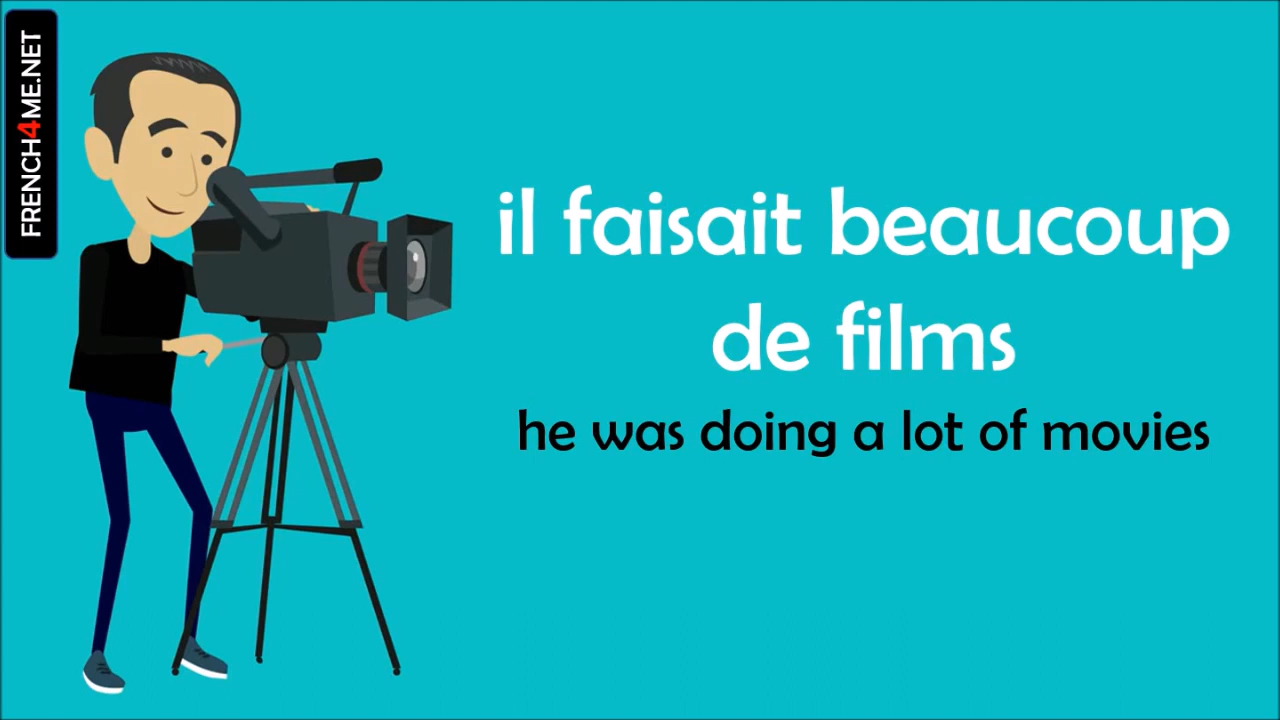 FRENCH4ME.NET
il faisait beaucoup
de films
he was doing a lot of movies